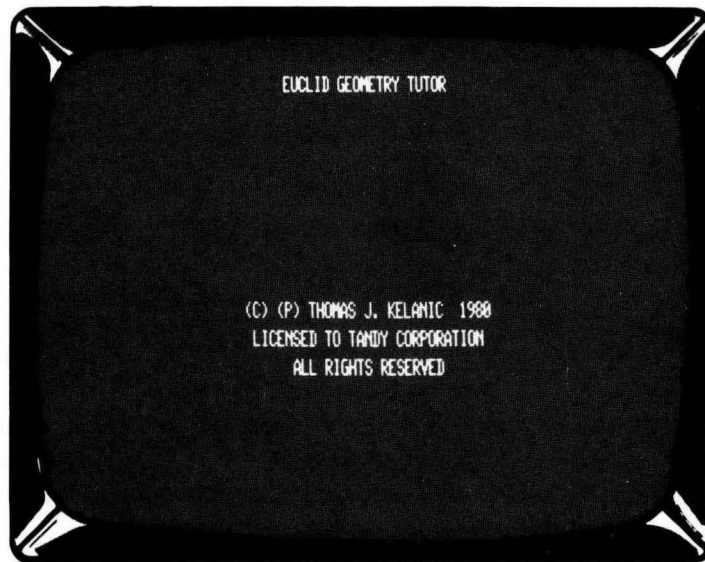 EUCLID GEOMETRY TUTOR
(C) (P) THOMAS J. KELANIC 1980
LICENSED TO TANDY CORPORATION
ALL RIGHTS RESERVED